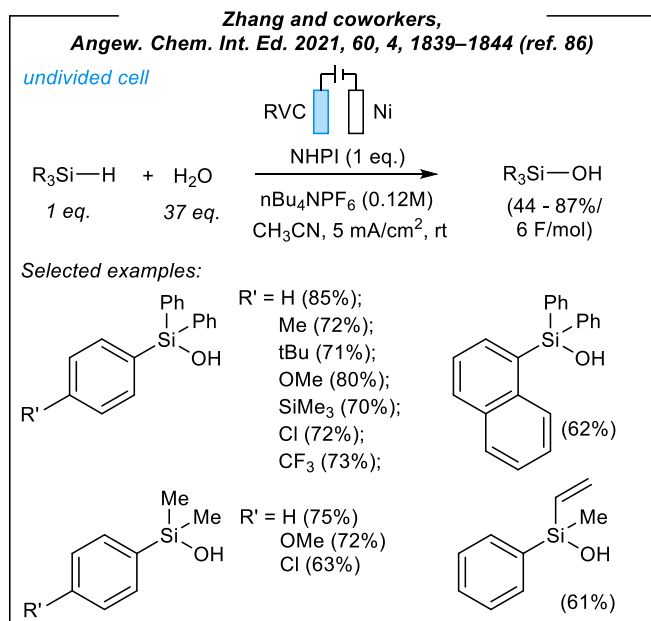 Zhang and coworkers,
Angew. Chem. Int. Ed. 2021, 60, 4, 1839–1844 (ref. 86)
undivided cell
RVC Ni
R3Si H + H2O NHPI (1 eq.) R3Si OH
1 eq. 37 eq. nBu4NPF6 (0.12M) (44 - 87%/
CH3CN, 5 mA/cm2, rt 6 F/mol)
Selected examples:
Ph R' = H (85%); Ph
Si Ph Me (72%); Si Ph
OH tBu (71%); OH
OMe (80%)
SiMe3 (70%);
R' Cl (72%) (62%)
CF3 (73%);
Me R' = H (75%)
Si Me OMe (72%) Si Me
OH Cl (63%) OH
R' (61%)